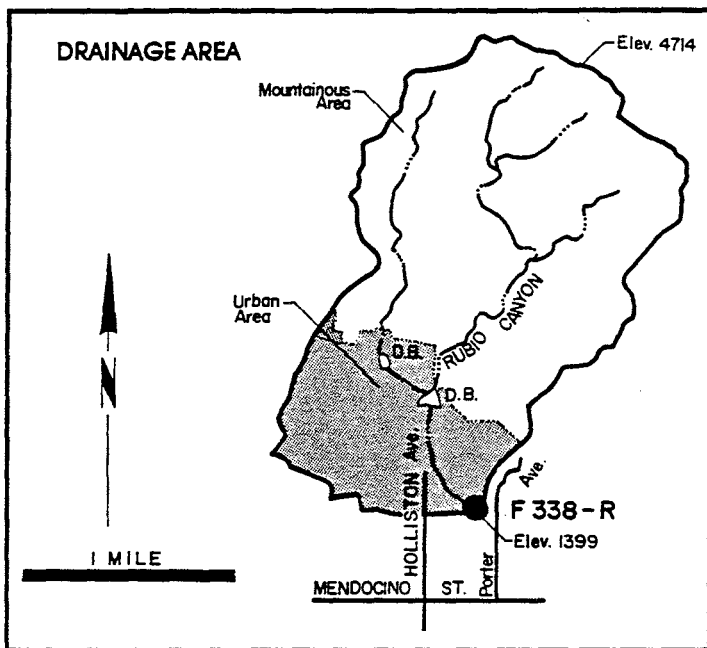 DRAINAGE AREA
Elev. 4714
Mountainous
Area
Urban
Area
N
D.B.
RUBIO CANYON
D.B.
HOLLISTON Ave.
Ave.
F 338-R
Elev. 1399
1 MILE
MENDOCINO ST.
Porter